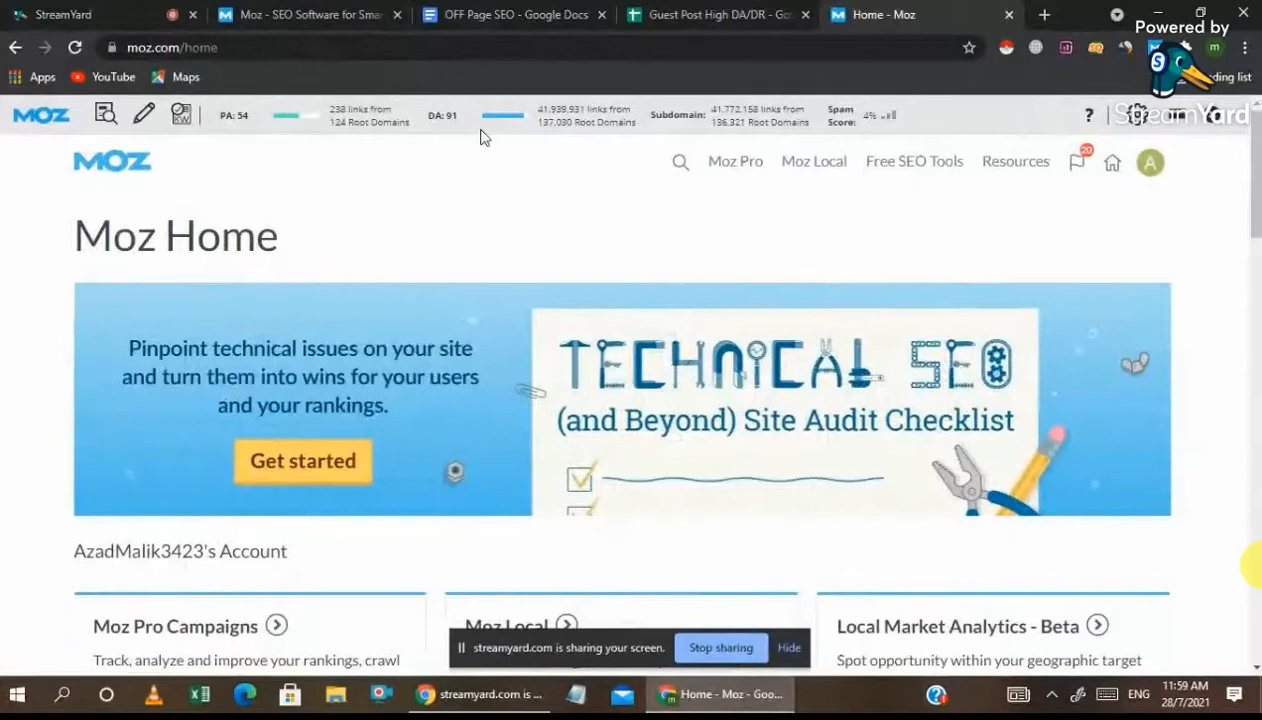 StreamYard
Moz - SEO Software for Smar
OFF Page SEO - Google Docs
Guest Post High DA/DR - Go
Home - Moz
Powered by
StreamYard
moz.com/home
m
Apps
YouTube
Maps
ding list
MOZ
PA: 54
238 links from
124 Root Domains
DA: 91
41,939,931 links from
137,030 Root Domains
Subdomain:
41,772,158 links from
136,321 Root Domains
Spam
Score:
4%
?
MOZ
Moz Pro
Moz Local
Free SEO Tools
Resources
20
A
Moz Home
Pinpoint technical issues on your site
and turn them into wins for your users
and your rankings.
Get started
TECHNICAL SEO
(and Beyond) Site Audit Checklist
AzadMalik3423's Account
Moz Pro Campaigns
Moz Local
Local Market Analytics - Beta
Track, analyze and improve your rankings, crawl
Spot opportunity within your geographic target
streamyard.com is sharing your screen.
Stop sharing
Hide
streamyard.com is ...
Home - Moz - Goo...
ENG
11:59 AM
28/7/2021